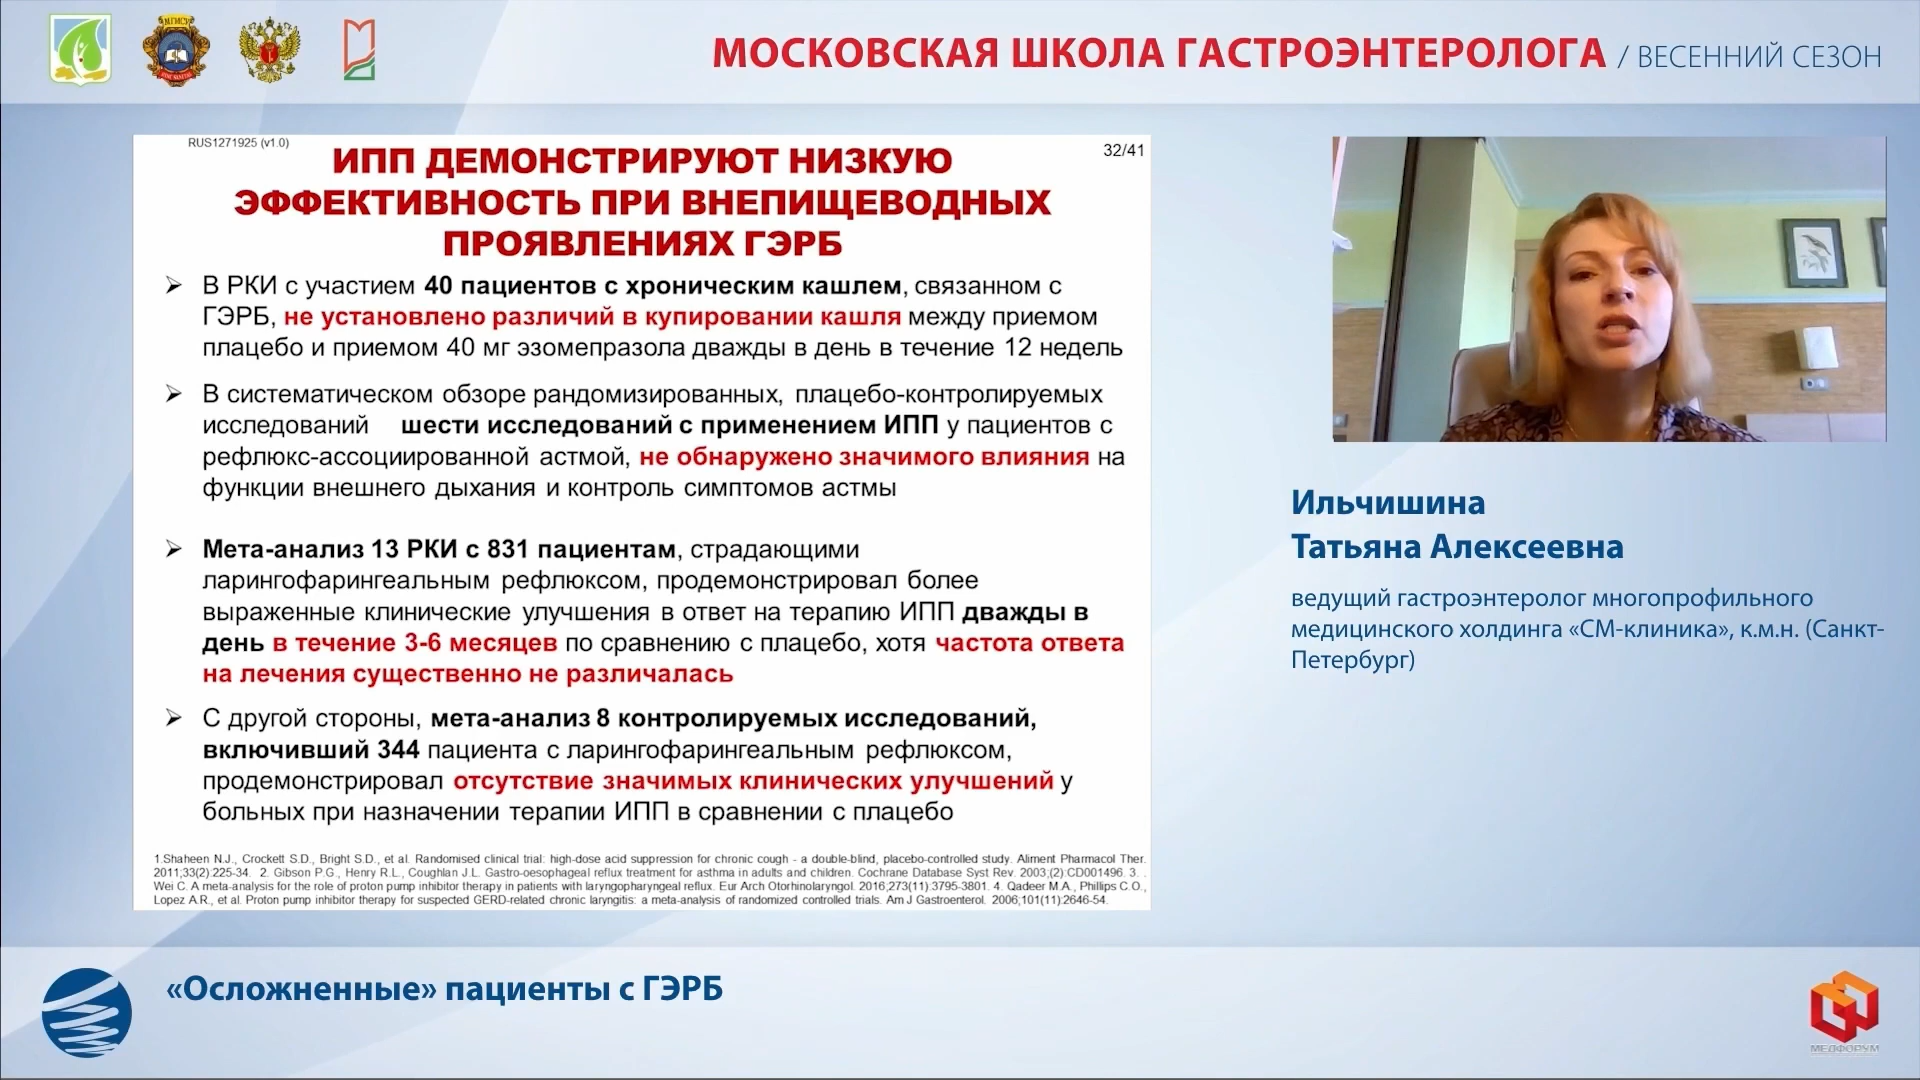 МГМСУ
МОСКОВСКАЯ ШКОЛА ГАСТРОЭНТЕРОЛОГА / ВЕСЕННИЙ СЕЗОН
RUS1271925 (v1.0)
32/41
ИПП ДЕМОНСТРИРУЮТ НИЗКУЮ
ЭФФЕКТИВНОСТЬ ПРИ ВНЕПИЩЕВОДНЫХ
ПРОЯВЛЕНИЯХ ГЭРБ
➢ В РКИ с участием 40 пациентов с хроническим кашлем, связанном с
ГЭРБ, не установлено различий в купировании кашля между приемом
плацебо и приемом 40 мг эзомепразола дважды в день в течение 12 недель
➢ В систематическом обзоре рандомизированных, плацебо-контролируемых
исследований шести исследований с применением ИПП у пациентов с
рефлюкс-ассоциированной астмой, не обнаружено значимого влияния на
функции внешнего дыхания и контроль симптомов астмы
➢ Мета-анализ 13 РКИ с 831 пациентам, страдающими
ларингофарингеальным рефлюксом, продемонстрировал более
выраженные клинические улучшения в ответ на терапию ИПП дважды в
день в течение 3-6 месяцев по сравнению с плацебо, хотя частота ответа
на лечения существенно не различалась
➢ С другой стороны, мета-анализ 8 контролируемых исследований,
включивший 344 пациента с ларингофарингеальным рефлюксом,
продемонстрировал отсутствие значимых клинических улучшений у
больных при назначении терапии ИПП в сравнении с плацебо
1.Shaheen N.J., Crockett S.D., Bright S.D., et al. Randomised clinical trial: high-dose acid suppression for chronic cough - a double-blind, placebo-controlled study. Aliment Pharmacol Ther.
2011;33(2):225-34. 2. Gibson P.G., Henry R.L., Coughlan J.L. Gastro-oesophageal reflux treatment for asthma in adults and children. Cochrane Database Syst Rev. 2003;(2):CD001496. 3. .
Wei C. A meta-analysis for the role of proton pump inhibitor therapy in patients with laryngopharyngeal reflux. Eur Arch Otorhinolaryngol. 2016;273(11).3795-3801. 4. Qadeer M.A., Phillips C.O.,
Lopez A.R., et al. Proton pump inhibitor therapy for suspected GERD-related chronic laryngitis: a meta-analysis of randomized controlled trials. Am J Gastroenterol. 2006;101(11):2646-54.
Ильчишина
Татьяна Алексеевна
ведущий гастроэнтеролог многопрофильного
медицинского холдинга «СМ-клиника», к.м.н. (Санкт-
Петербург)
«Осложненные» пациенты с ГЭРБ
МЕДФОРУМ